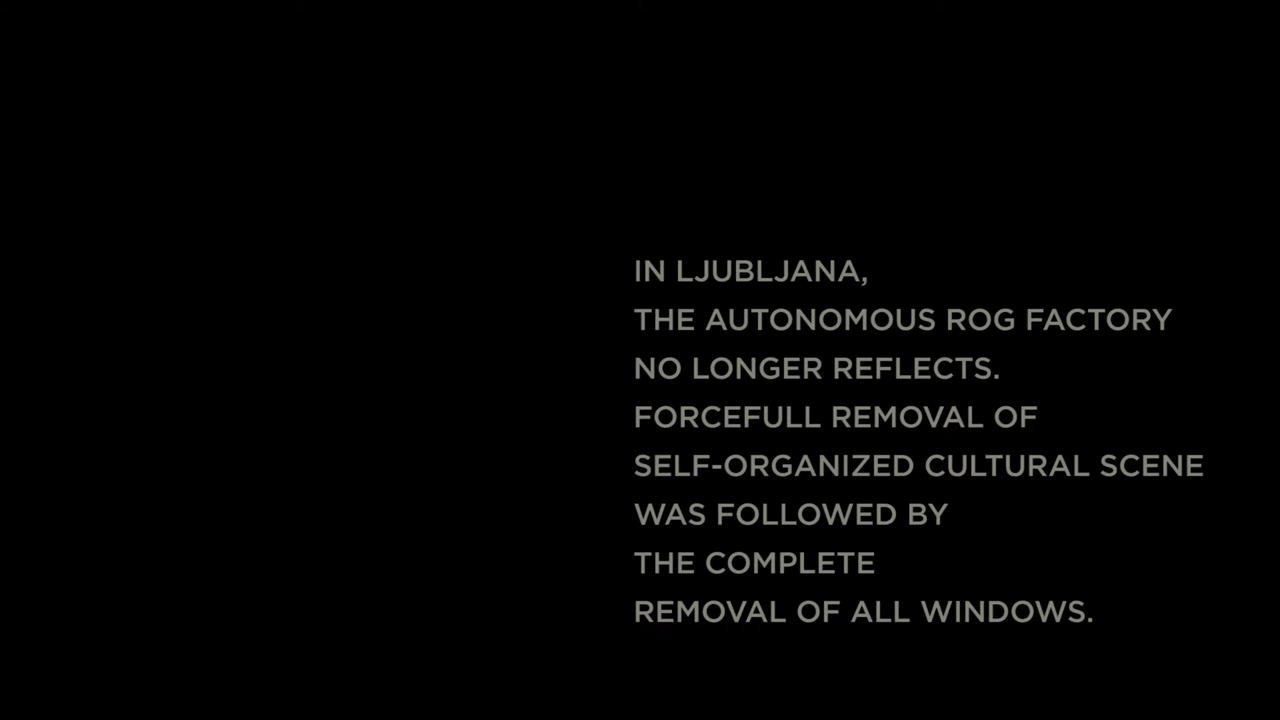 IN LJUBLJANA,
THE AUTONOMOUS ROG FACTORY
NO LONGER REFLECTS.
FORCEFULL REMOVAL OF
SELF-ORGANIZED CULTURAL SCENE
WAS FOLLOWED BY
THE COMPLETE
REMOVAL OF ALL WINDOWS.